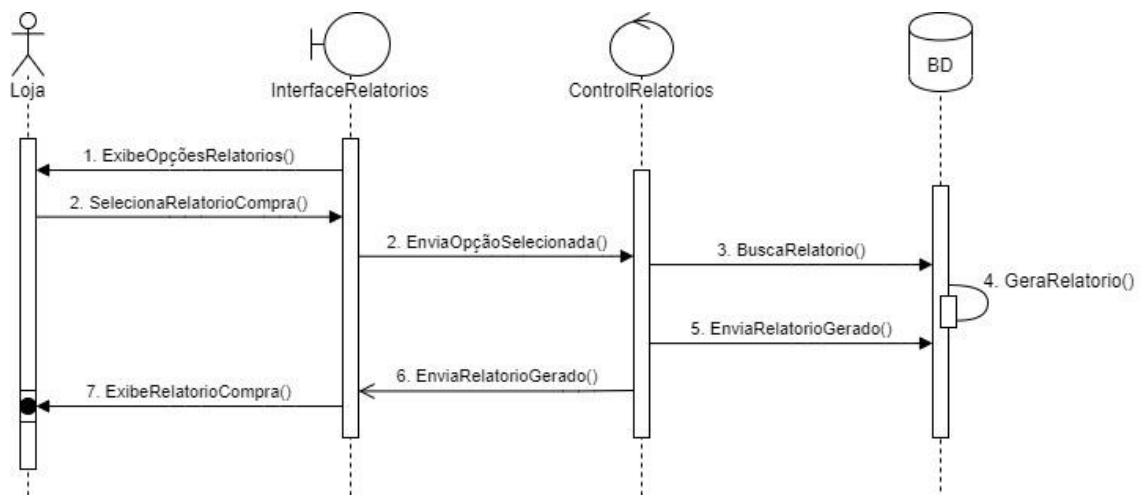 BD
Loja
InterfaceRelatorios
ControlRelatorios
1. ExibeOpçõesRelatorios()
2. SelecionaRelatorioCompra()
2. EnviaOpçãoSelecionada()
3. BuscaRelatorio()
4. GeraRelatorio()
5. EnviaRelatorioGerado()
6. EnviaRelatorioGerado()
7. ExibeRelatorioCompra()